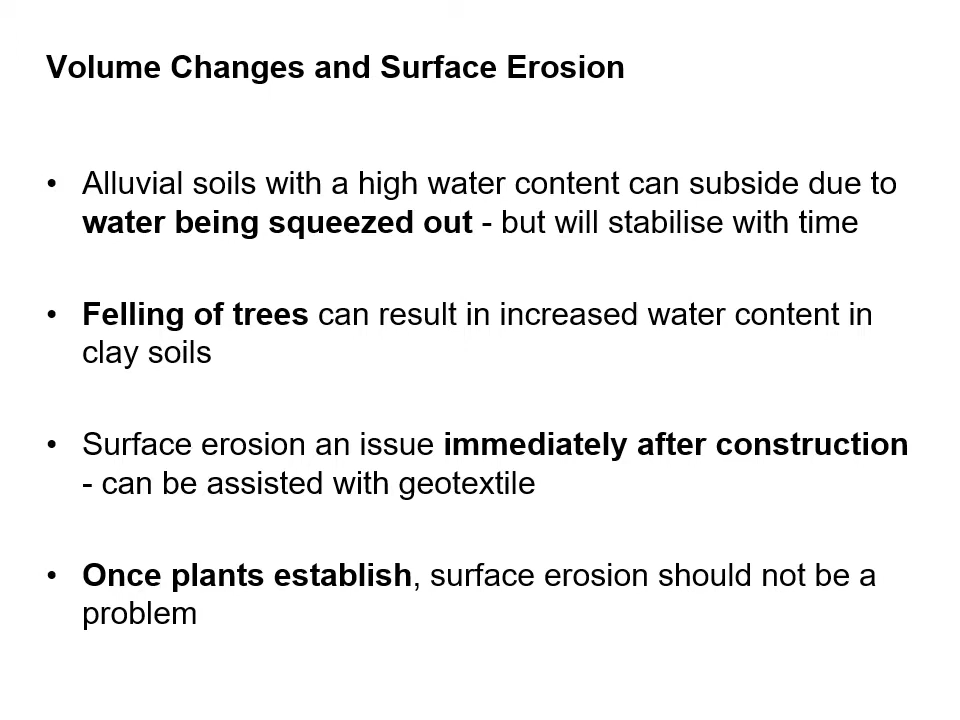 Volume Changes and Surface Erosion
• Alluvial soils with a high water content can subside due to
water being squeezed out - but will stabilise with time
• Felling of trees can result in increased water content in
clay soils
• Surface erosion an issue immediately after construction
- can be assisted with geotextile
• Once plants establish, surface erosion should not be a
problem